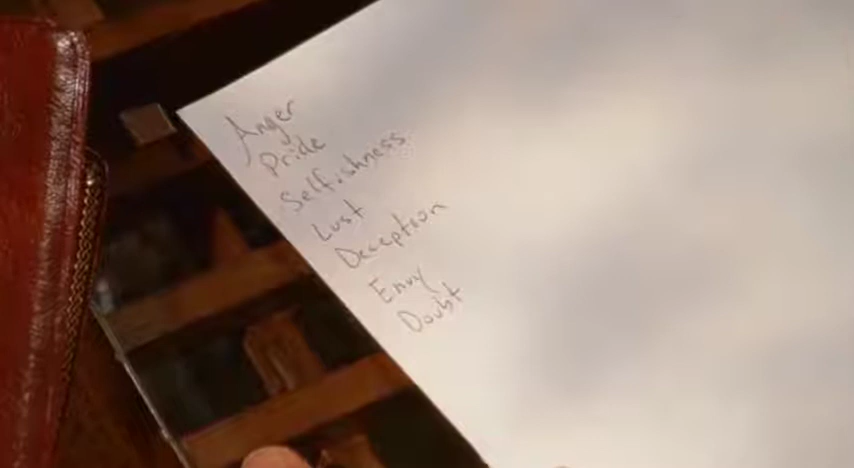 Anger
Pride
Selfishness
Lust
Deception
Envy
Doubt